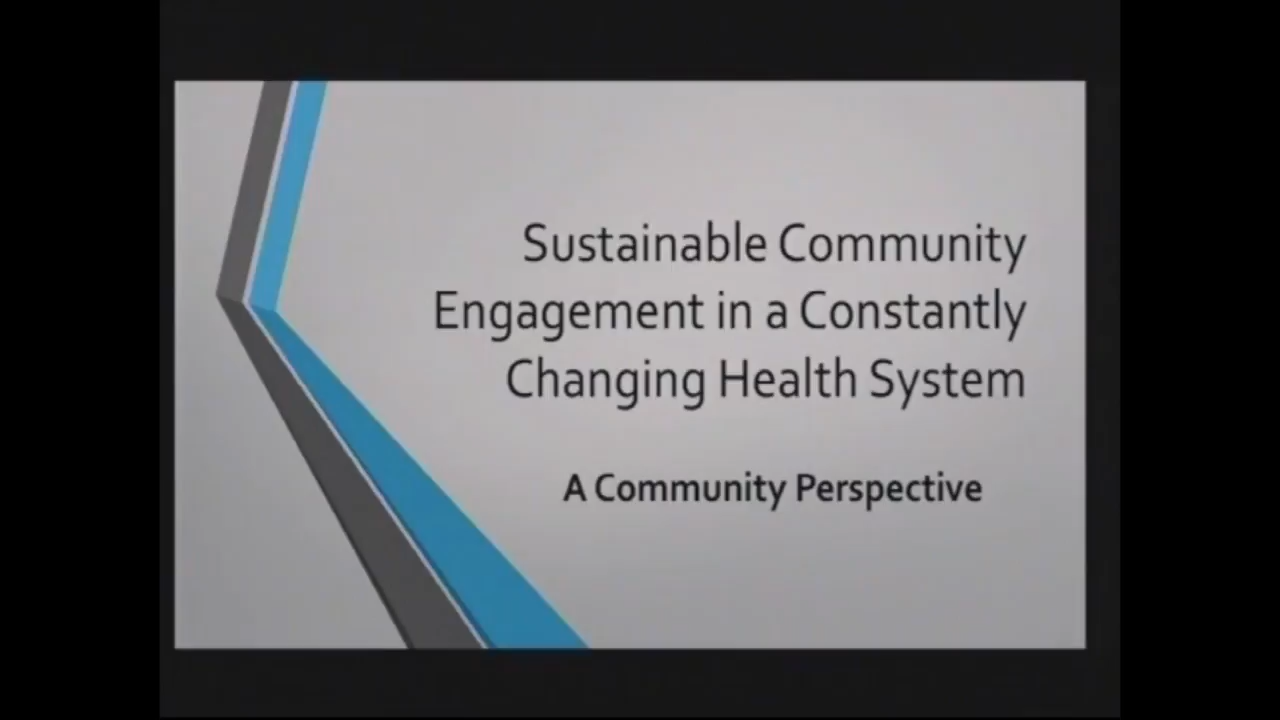 Sustainable Community
Engagement in a Constantly
Changing Health System
A Community Perspective